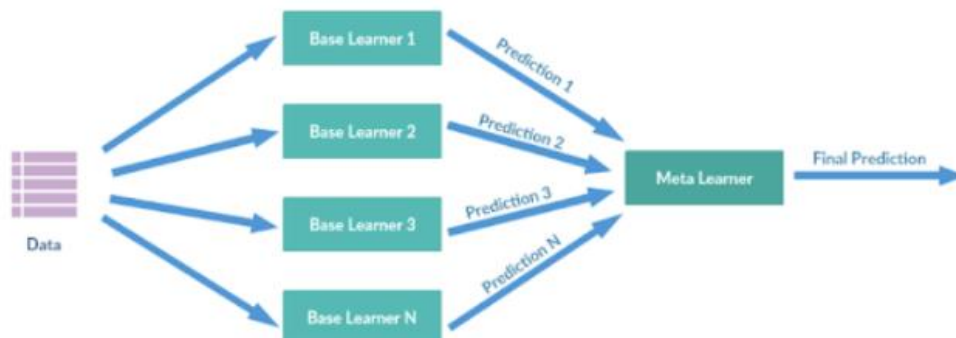 Base Learner 1
Prediction 1
Base Learner 2
Prediction 2
Final Prediction
Meta Learner
Prediction 3
Base Learner 3
Data
Prediction N
Base Learner N